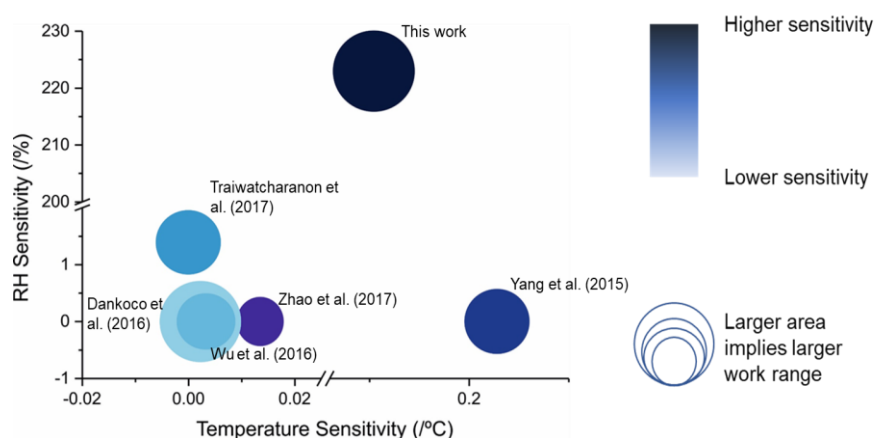 230
220
210
200
1
0
-1
RH Sensitivity (/%)
This work
Traiwatcharanon et
al. (2017)
Dankoco et
al. (2016)
Wu et al. (2016)
Zhao et al. (2017)
Yang et al. (2015)
-0.02
0.00
0.02
0.2
Temperature Sensitivity (/ºC)
Higher sensitivity
Lower sensitivity
Larger area
implies larger
work range